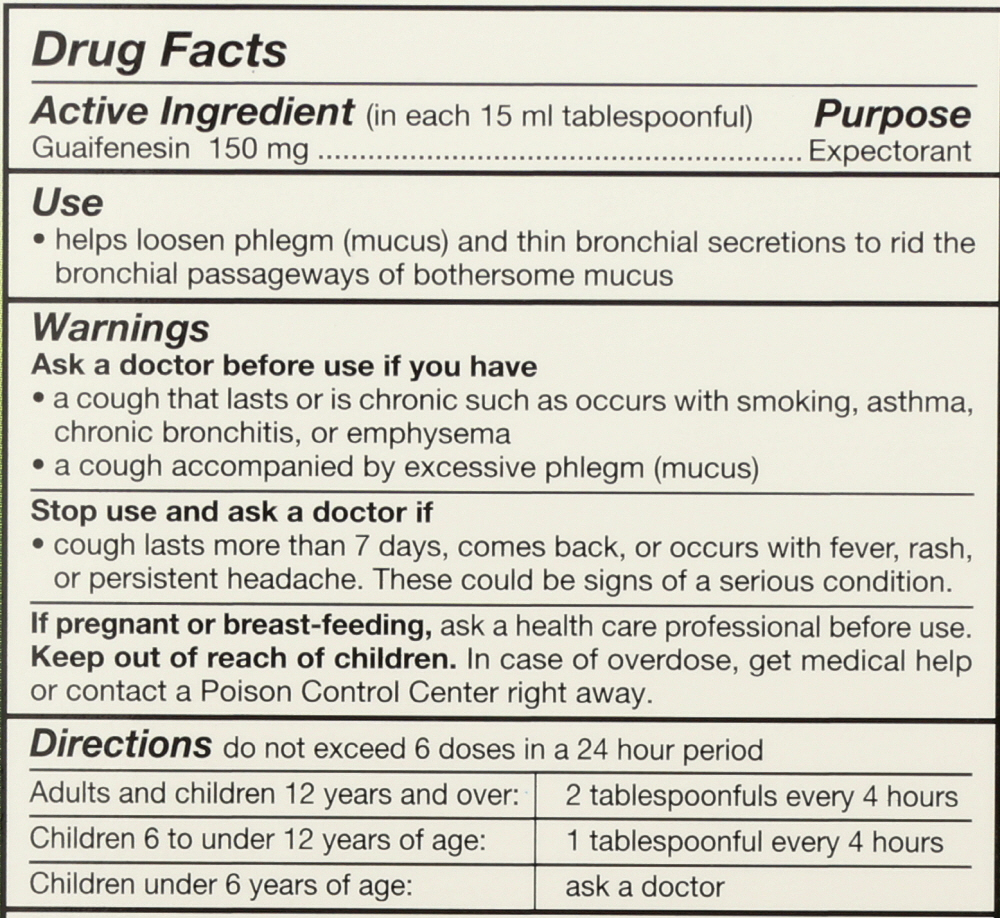 Drug Facts
Active Ingredient (in each 15 ml tablespoonful) Purpose
Guaifenesin 150 mg ............................................................ Expectorant
Use
• helps loosen phlegm (mucus) and thin bronchial secretions to rid the
bronchial passageways of bothersome mucus
Warnings
Ask a doctor before use if you have
• a cough that lasts or is chronic such as occurs with smoking, asthma,
chronic bronchitis, or emphysema
• a cough accompanied by excessive phlegm (mucus)
Stop use and ask a doctor if
• cough lasts more than 7 days, comes back, or occurs with fever, rash,
or persistent headache. These could be signs of a serious condition.
If pregnant or breast-feeding, ask a health care professional before use.
Keep out of reach of children. In case of overdose, get medical help
or contact a Poison Control Center right away.
Directions do not exceed 6 doses in a 24 hour period
Adults and children 12 years and over: 2 tablespoonfuls every 4 hours
Children 6 to under 12 years of age: 1 tablespoonful every 4 hours
Children under 6 years of age: ask a doctor